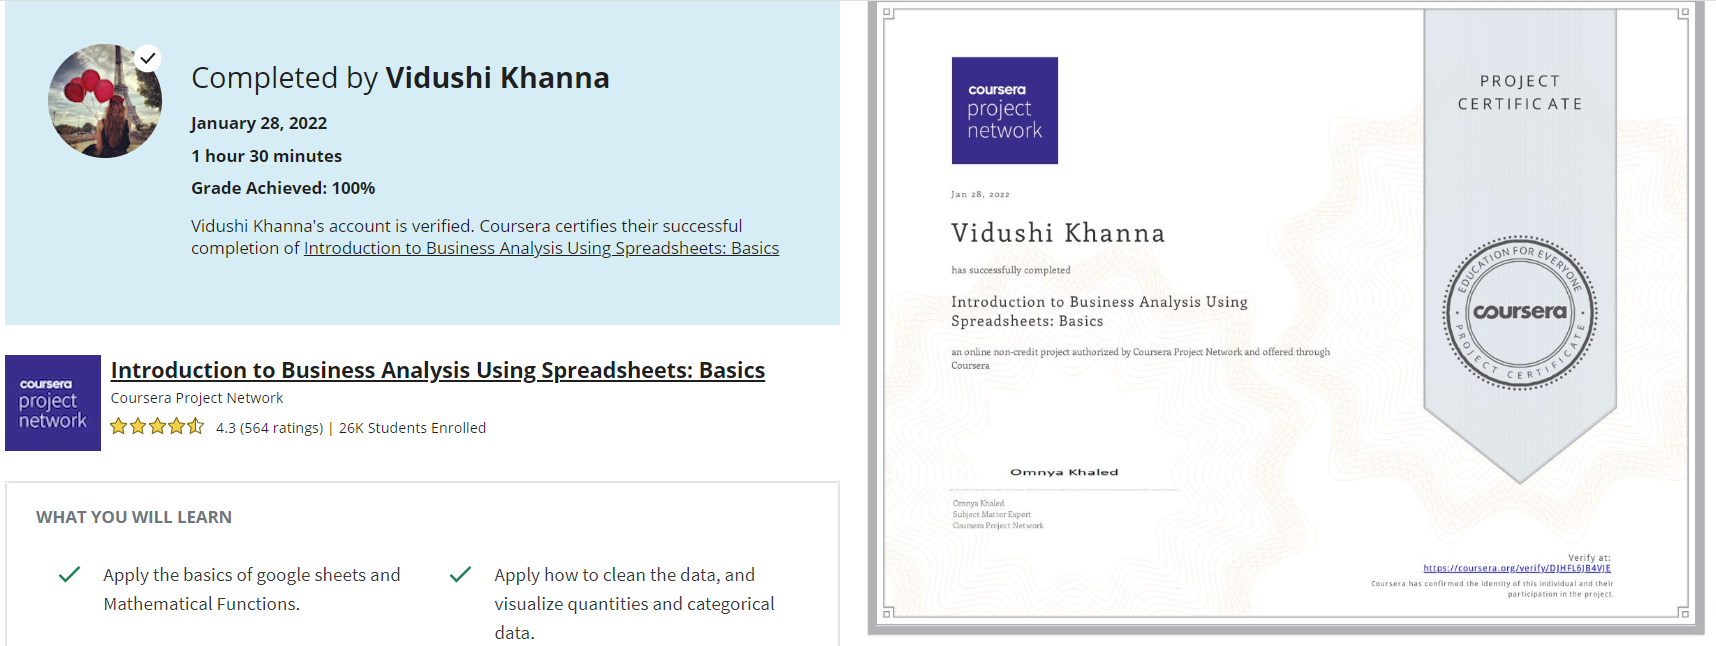 Completed by Vidushi Khanna
January 28, 2022
1 hour 30 minutes
Grade Achieved: 100%
Vidushi Khanna's account is verified. Coursera certifies their successful
completion of Introduction to Business Analysis Using Spreadsheets: Basics
coursera
project
network
Introduction to Business Analysis Using Spreadsheets: Basics
Coursera Project Network
4.3 (564 ratings) | 26K Students Enrolled
WHAT YOU WILL LEARN
Apply the basics of google sheets and
Mathematical Functions.
Apply how to clean the data, and
visualize quantities and categorical
data.
coursera
project
network
Jan 28, 2022
Vidushi Khanna
has successfully completed
Introduction to Business Analysis Using
Spreadsheets: Basics
an online non-credit project authorized by Coursera Project Network and offered through
Coursera
Omnya Khaled
Omnya Khaled
Subject Matter Expert
Coursera Project Network
PROJECT
CERTIFICATE
EDUCATION FOR EVERYONE
coursera
PROJECT CERTIFICATE
Verify at:
https://coursera.org/verify/DJHFL6JB4VJE
Coursera has confirmed the identity of this individual and their
participation in the project.